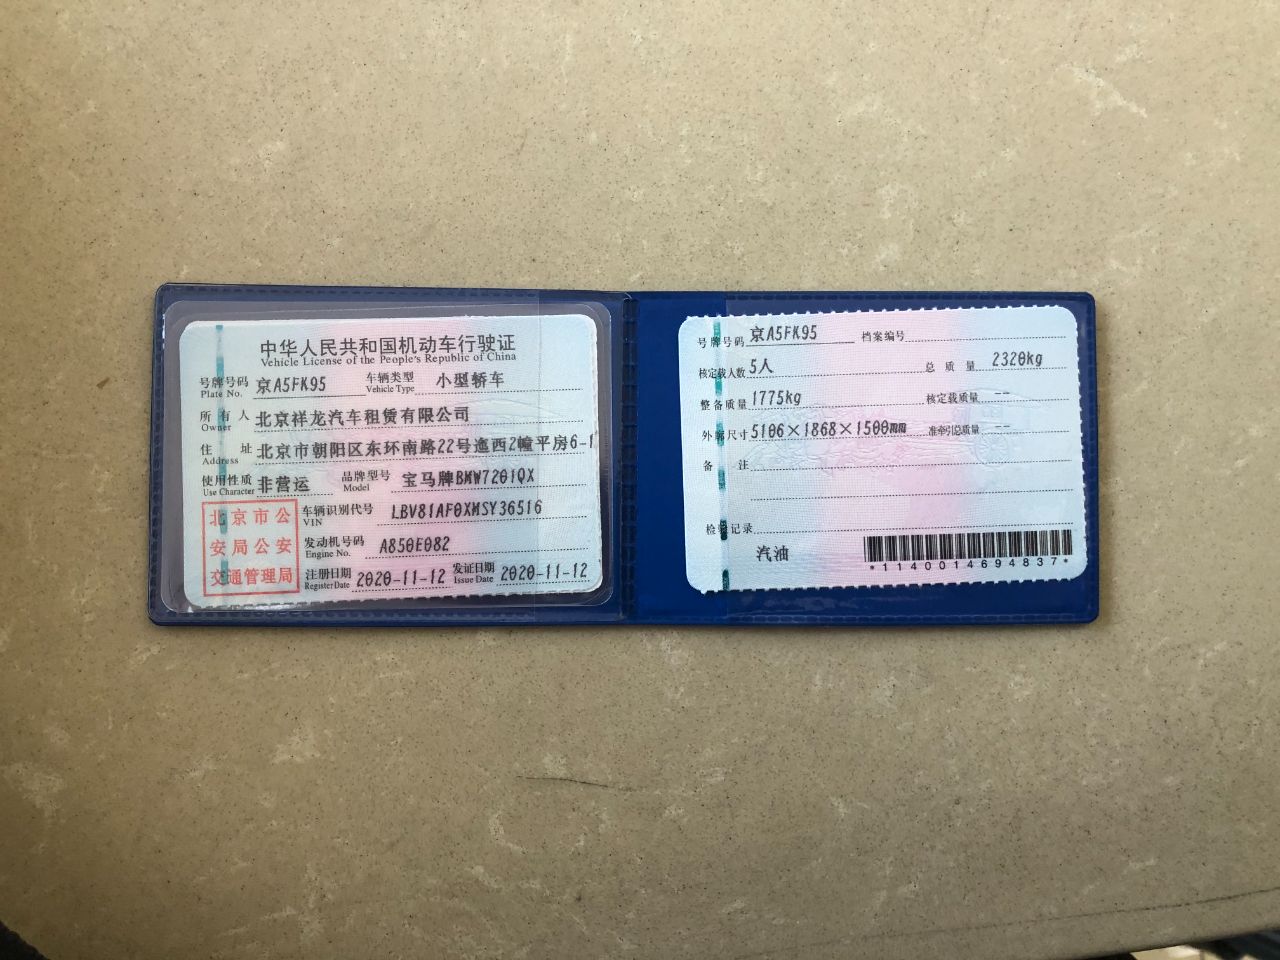 中华人民共和国机动车行驶证
Vehicle License of the People's Republic of China
号牌号码 京A5FK95 车辆类型 小型轿车
Plate No. Vehicle Type
所有人 北京祥龙汽车租赁有限公司
Owner
住址 北京市朝阳区东环南路22号迤西2幢平房6-1
Address
使用性质 非营运 品牌型号 宝马牌BMW7201QX
Use Character Model
北京市公
安局公安
交通管理局
车辆识别代号 LBV81AF0XMSY36516
VIN
发动机号码 A850E082
Engine No.
注册日期 2020-11-12 发证日期 2020-11-12
Register Date Issue Date
号牌号码 京A5FK95 档案编号
核定载人数 5人 总质量 2320kg
整备质量 1775kg 核定载质量 --
外廓尺寸 5106×1868×1500 准牵引总质量 --
备注
检验记录
汽油
*1140014694837*